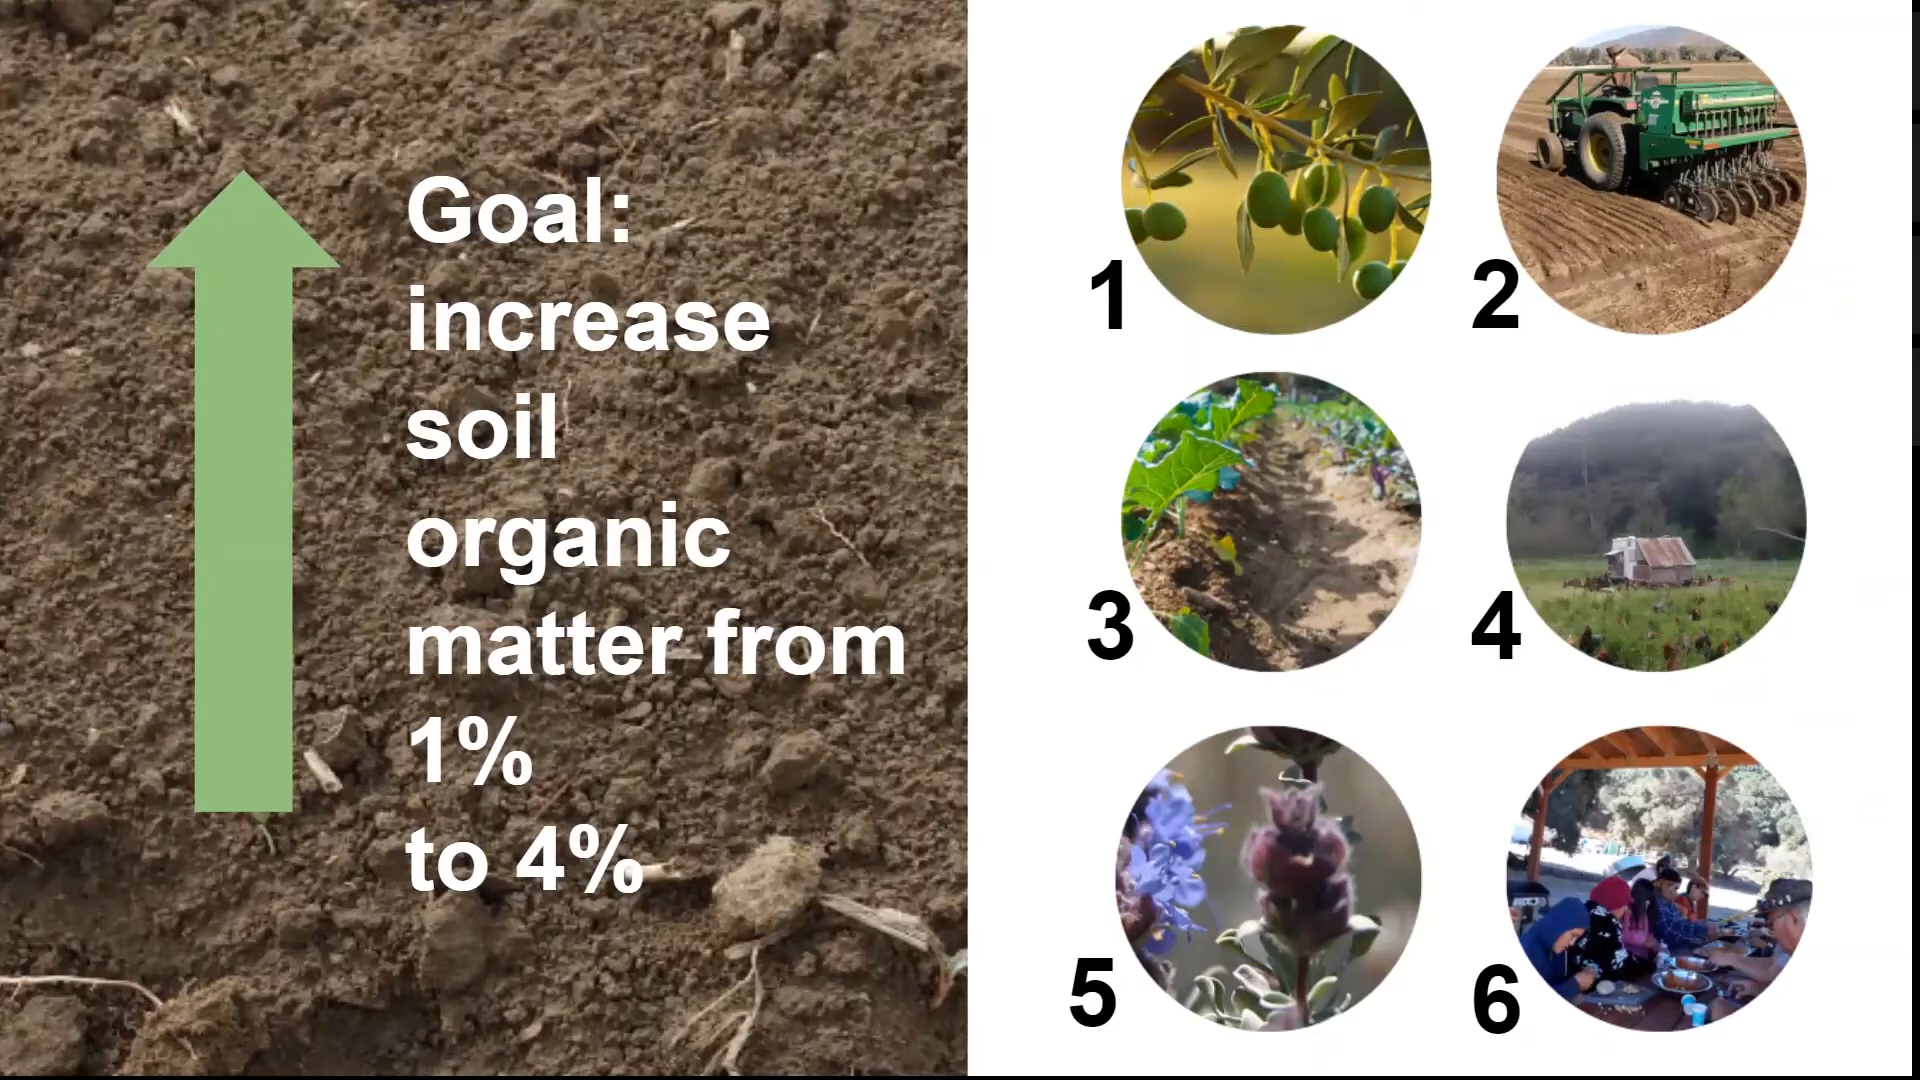 Goal:
increase
soil
organic
matter from
1%
to 4%
1
2
3
4
5
6